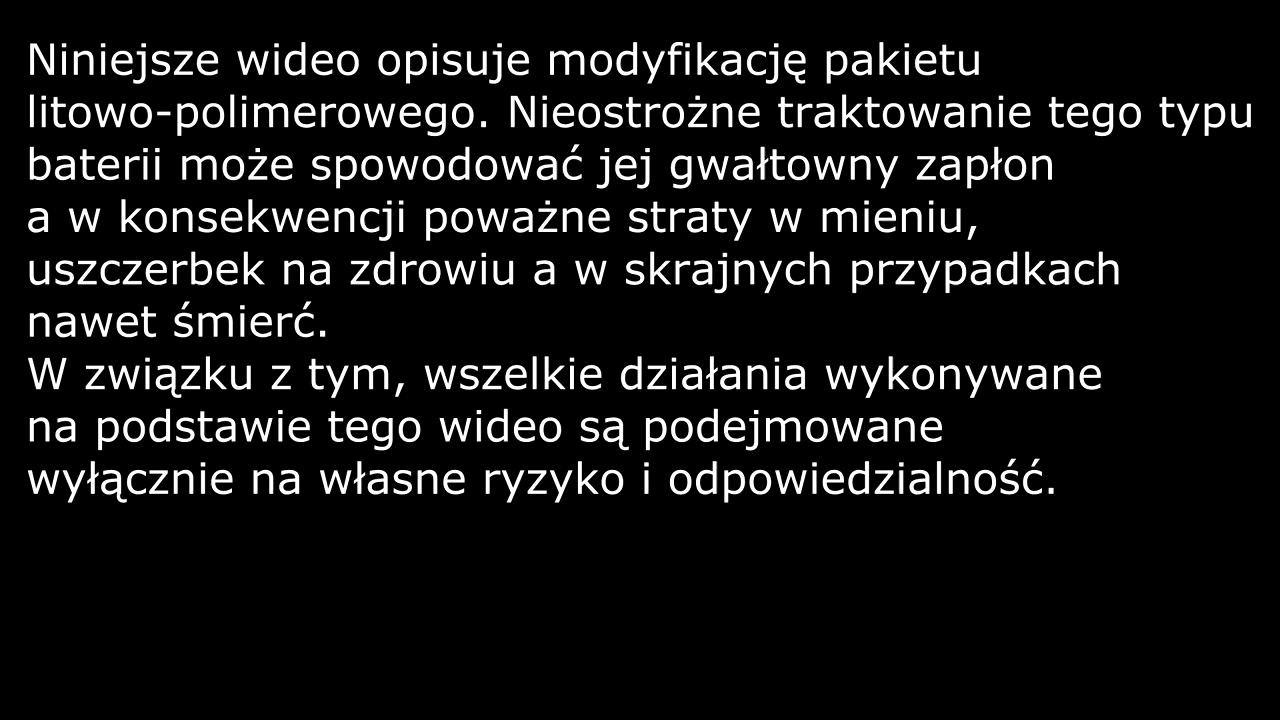 Niniejsze wideo opisuje modyfikację pakietu
litowo-polimerowego. Nieostrożne traktowanie tego typu
baterii może spowodować jej gwałtowny zapłon
a w konsekwencji poważne straty w mieniu,
uszczerbek na zdrowiu a w skrajnych przypadkach
nawet śmierć.
W związku z tym, wszelkie działania wykonywane
na podstawie tego wideo są podejmowane
wyłącznie na własne ryzyko i odpowiedzialność.